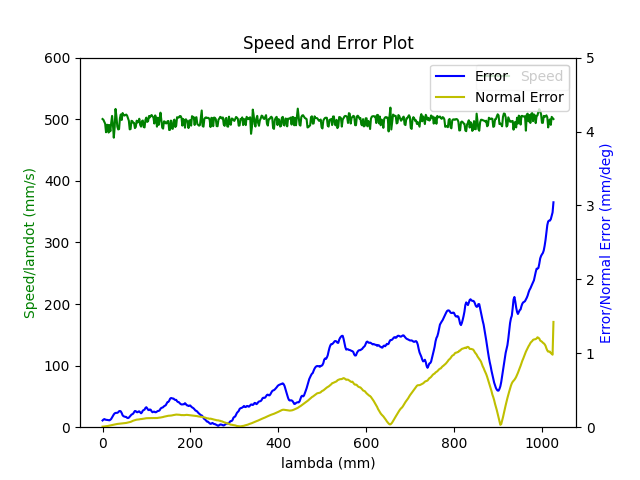 Speed and Error Plot
600
500
400
300
200
100
0
5
4
3
2
1
0
Speed
Error
Normal Error
Speed/lamdot (mm/s)
Error/Normal Error (mm/deg)
0 200 400 600 800 1000
lambda (mm)